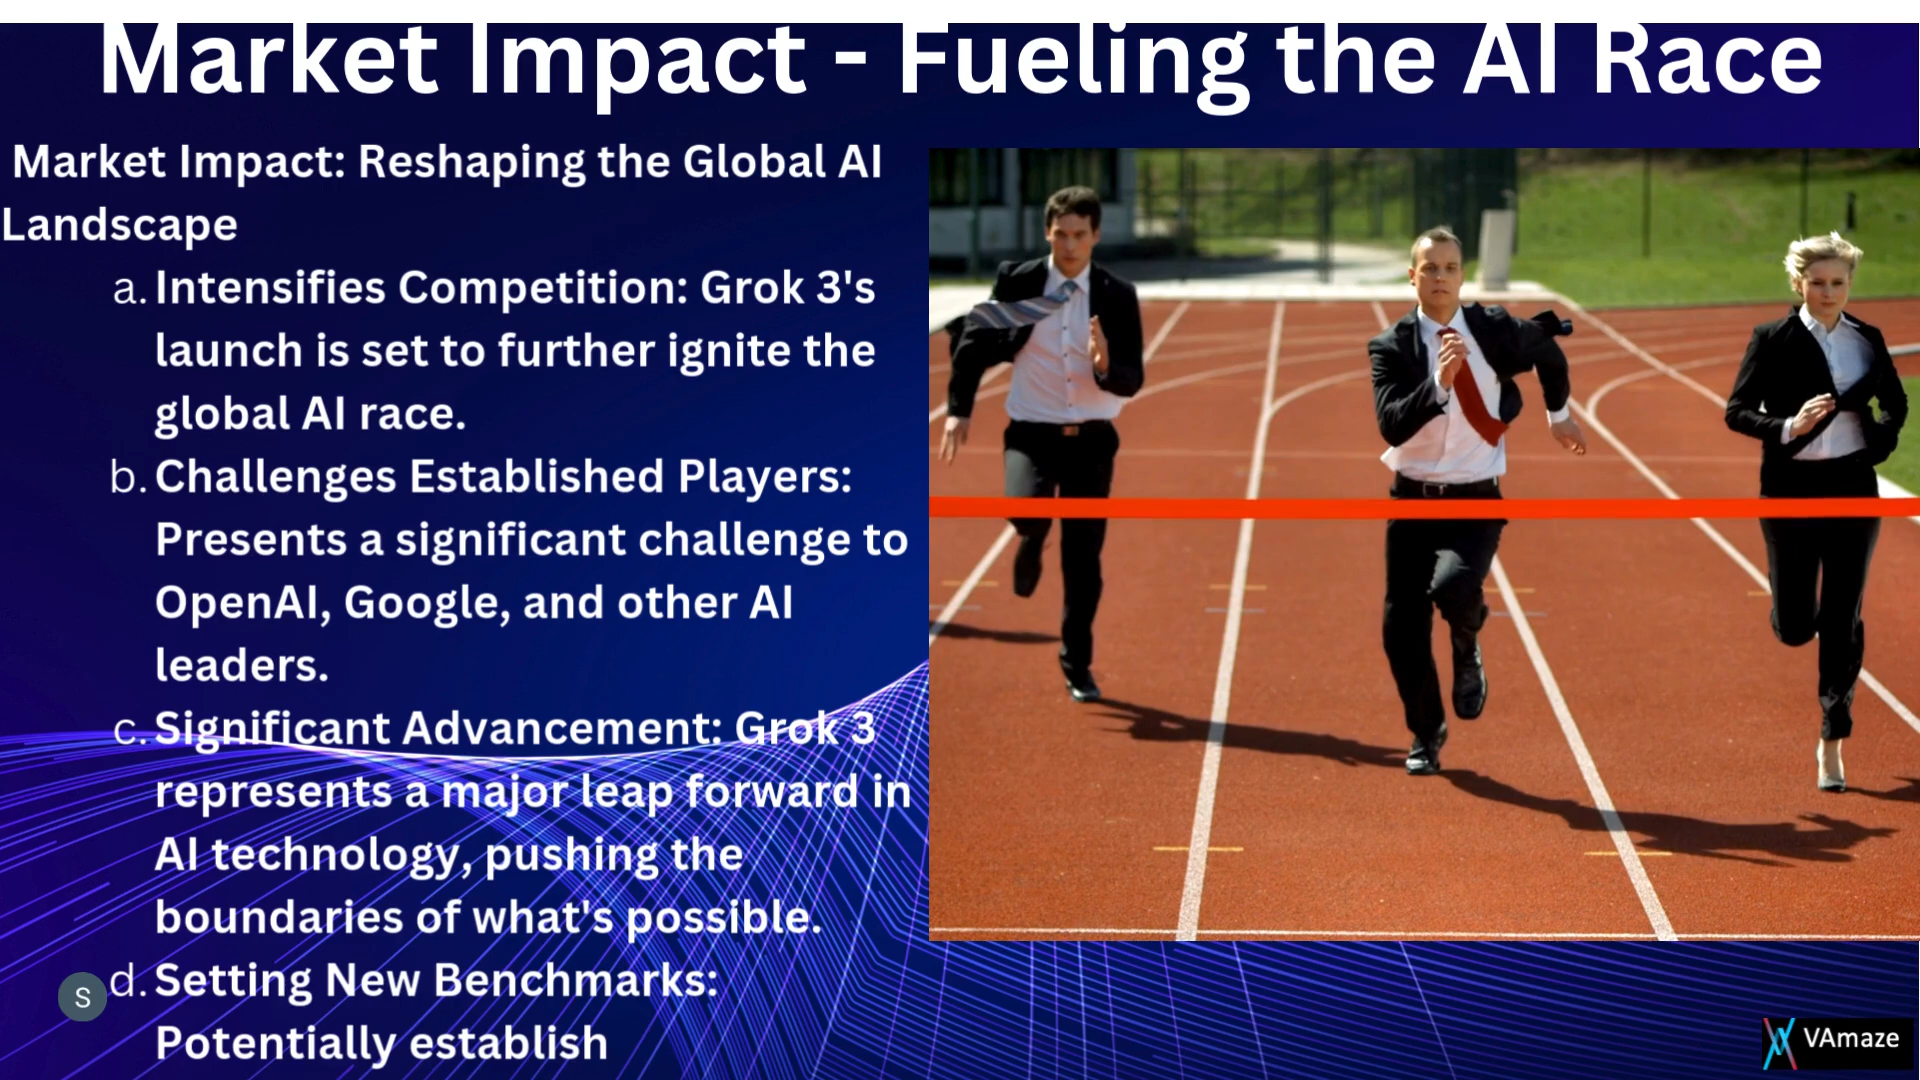 Market Impact - Fueling the AI Race
Market Impact: Reshaping the Global AI
Landscape
a. Intensifies Competition: Grok 3's
launch is set to further ignite the
global AI race.
b. Challenges Established Players:
Presents a significant challenge to
OpenAI, Google, and other AI
leaders.
c. Significant Advancement: Grok 3
represents a major leap forward in
AI technology, pushing the
boundaries of what's possible.
d. Setting New Benchmarks:
Potentially establish
S
VAmaze